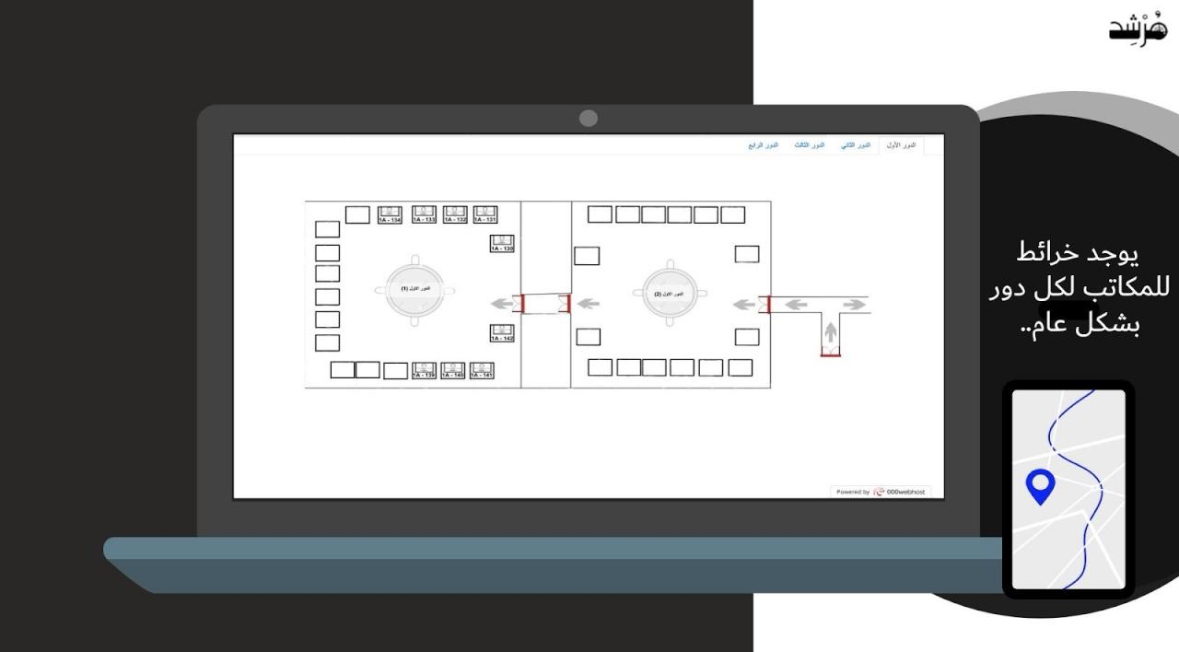 مُرْشِد
الدور الأول
الدور الثاني
الدور الثالث
الدور الرابع
1A - 134
1A - 133
1A - 132
1A - 131
1A - 130
الدور الاول (1)
الدور الاول (2)
1A - 142
1A - 139
1A - 140
1A - 141
Powered by 000webhost
يوجد خرائط
للمكاتب لكل دور
بشكل عام..